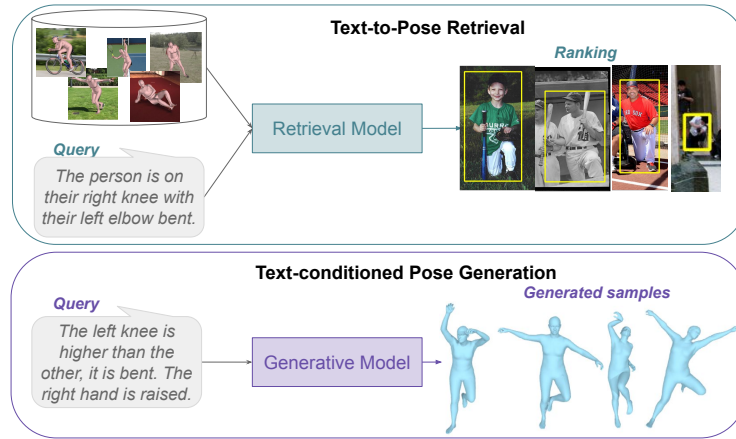 Text-to-Pose Retrieval
Ranking
Retrieval Model
Query
The person is on
their right knee with
their left elbow bent.
Text-conditioned Pose Generation
Query
Generated samples
The left knee is
higher than the
other, it is bent. The
right hand is raised.
Generative Model